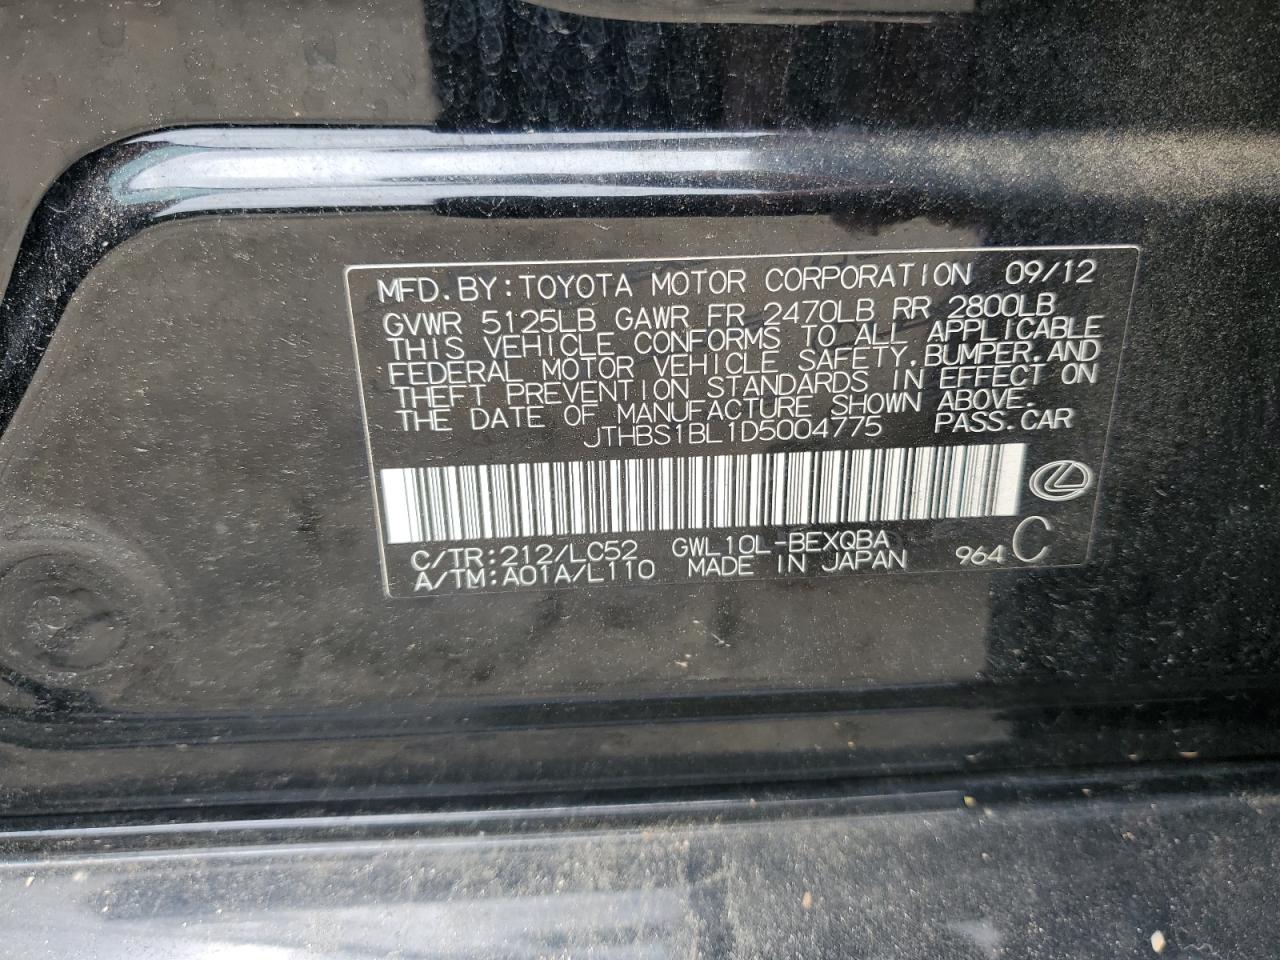 MFD.BY:TOYOTA MOTOR CORPORATION 09/12
GVWR 5125LB GAWR FR 2470LB RR 2800LB
THIS VEHICLE CONFORMS TO ALL APPLICABLE
FEDERAL MOTOR VEHICLE SAFETY,BUMPER,AND
THEFT PREVENTION STANDARDS IN EFFECT ON
THE DATE OF MANUFACTURE SHOWN ABOVE.
JTHBS1BL1D5004775 PASS.CAR
C/TR:212/LC52 GWL10L-BEXQBA
A/TM:A01A/L110 MADE IN JAPAN 964 C